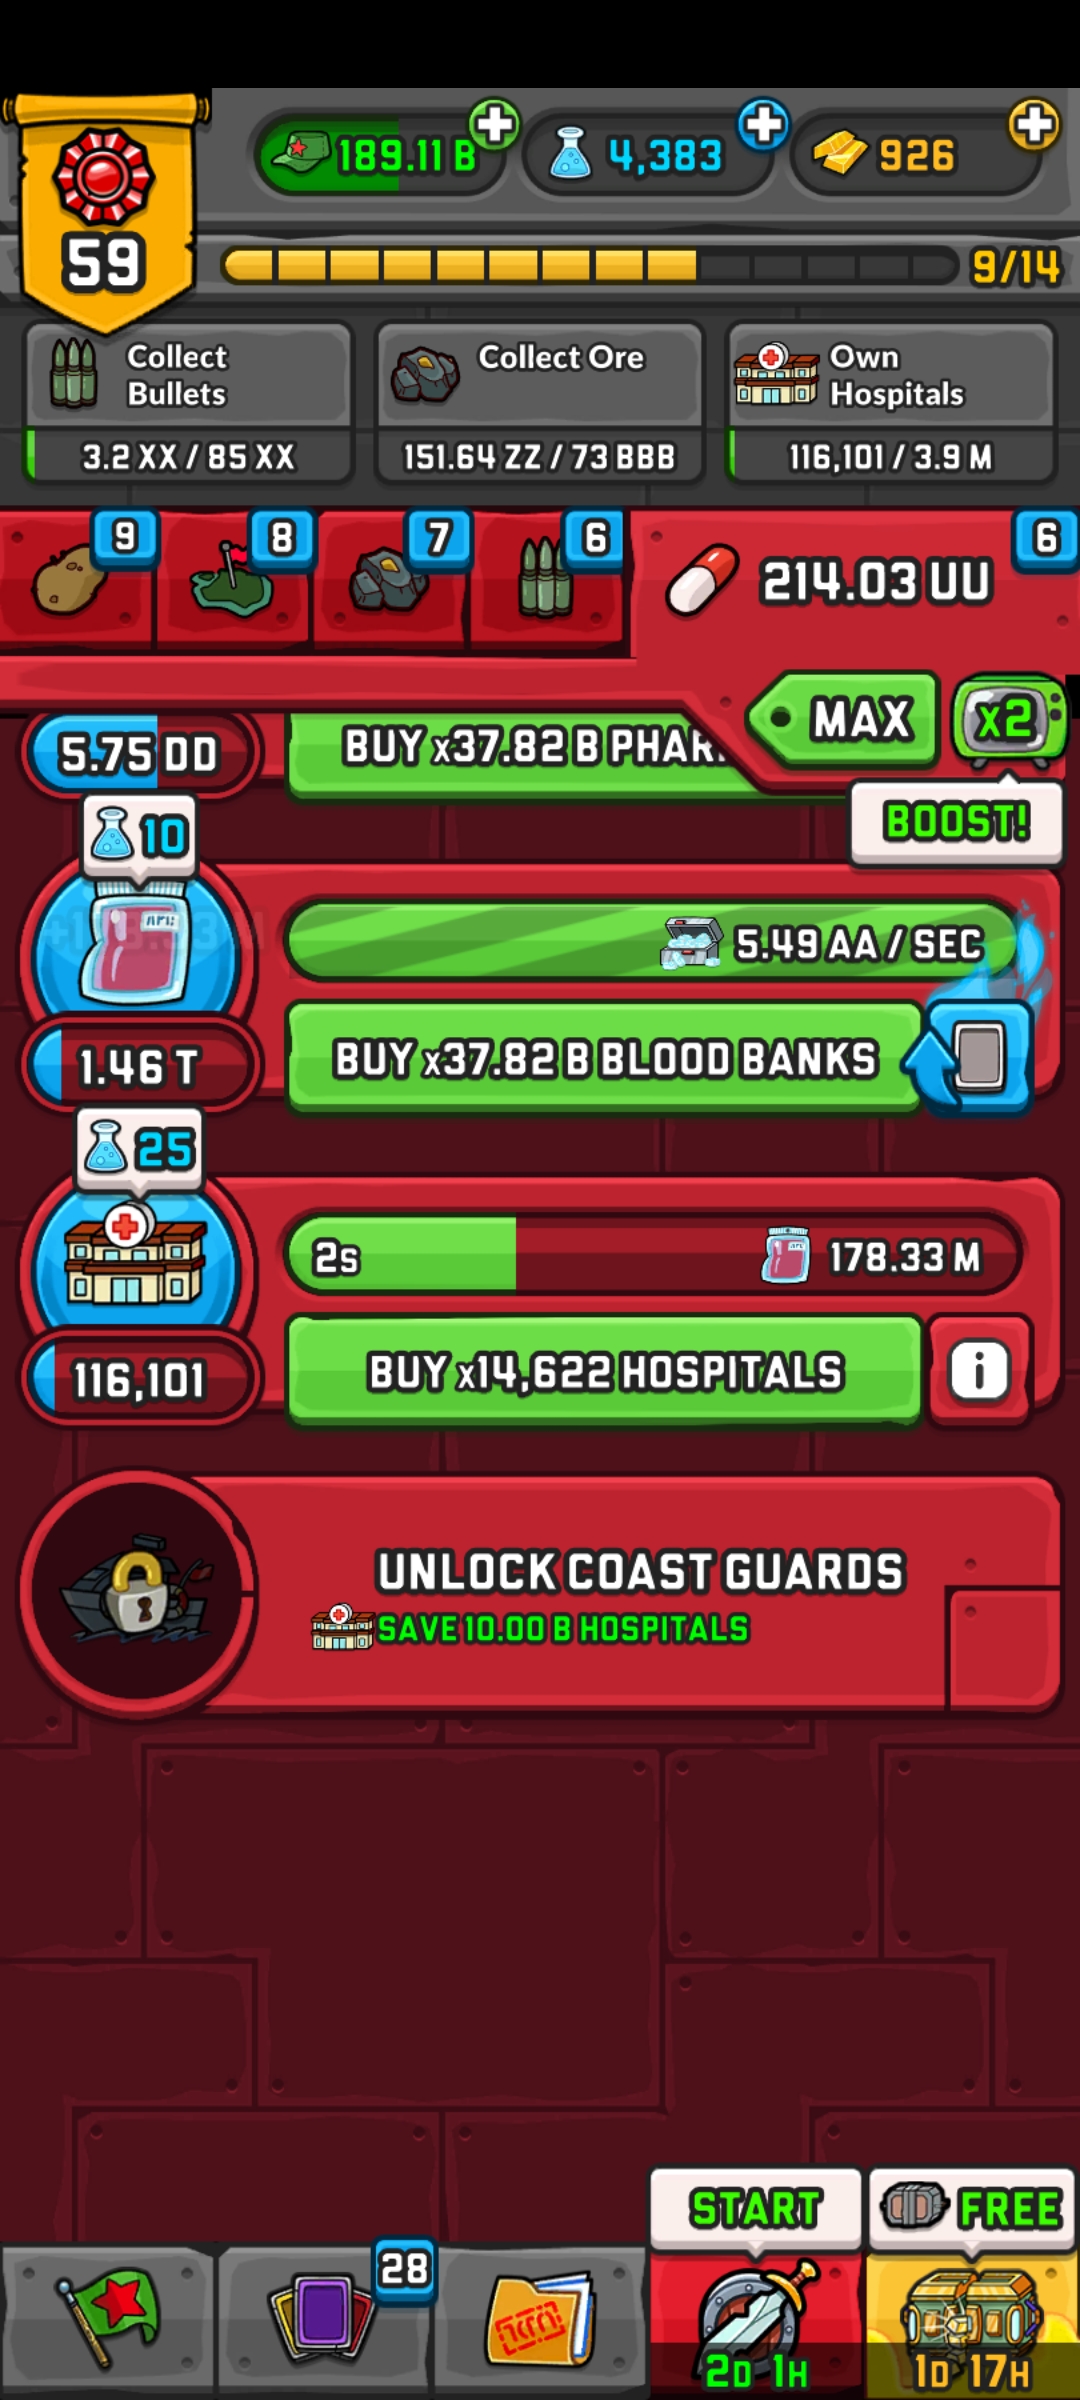 189.11 B
4,383
926
59
9/14
Collect
Bullets
3.2 XX / 85 XX
Collect Ore
151.64 ZZ / 73 BBB
Own
Hospitals
116,101 / 3.9 M
9
8
7
6
214.03 UU
6
MAX
x2
BOOST!
5.75 DD
BUY x37.82 B PHAR
10
5.49 AA / SEC
1.46 T
BUY x37.82 B BLOOD BANKS
25
2s
178.33 M
116,101
BUY x14,622 HOSPITALS
i
UNLOCK COAST GUARDS
SAVE 10.00 B HOSPITALS
START
FREE
28
2D 1H
1D 17H